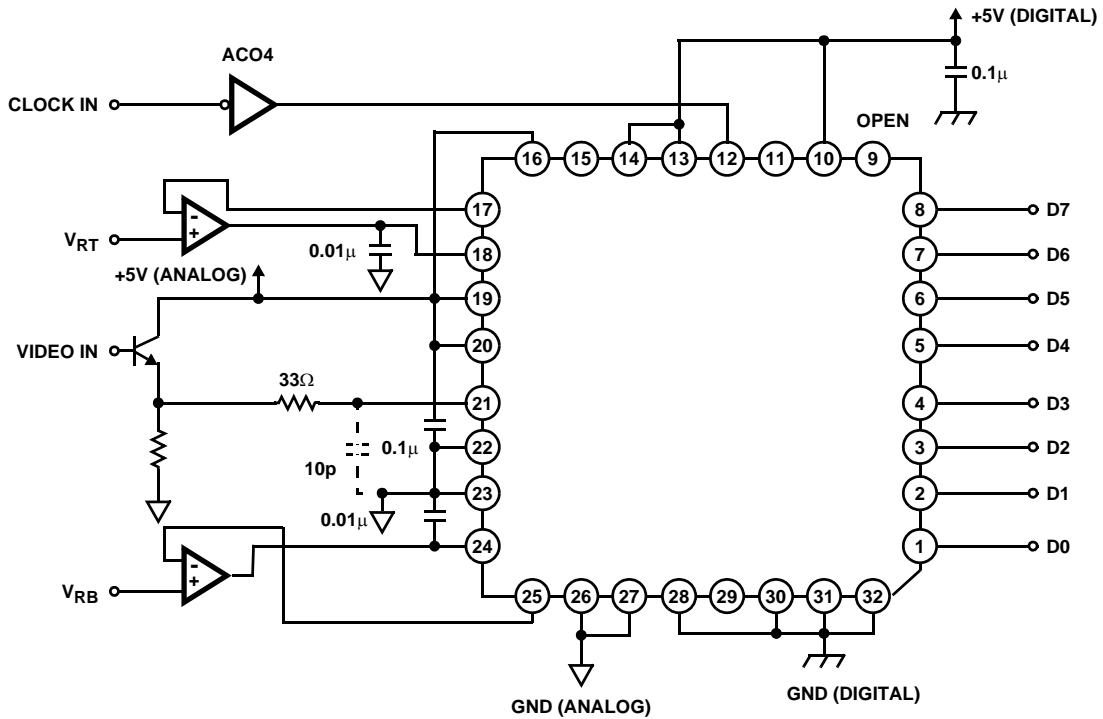 +5V (DIGITAL)
ACO4
0.1μ
CLOCK IN
OPEN
16 15 14 13 12 11 10 9
17
8 D7
VRT
0.01μ
18
7 D6
+5V (ANALOG)
19
6 D5
VIDEO IN
20
5 D4
33Ω
21
4 D3
0.1μ
22
3 D2
10p
23
2 D1
0.01μ
24
1 D0
VRB
25 26 27 28 29 30 31 32
GND (ANALOG)
GND (DIGITAL)
- +
- +